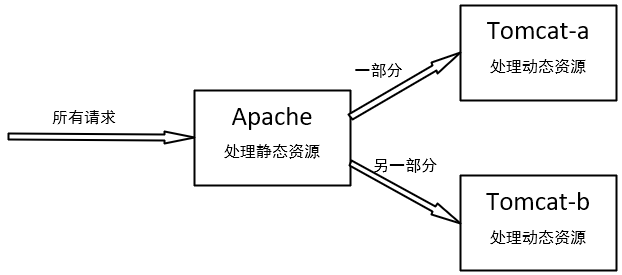 所有请求
Apache
处理静态资源
一部分
另一部分
Tomcat-a
处理动态资源
Tomcat-b
处理动态资源